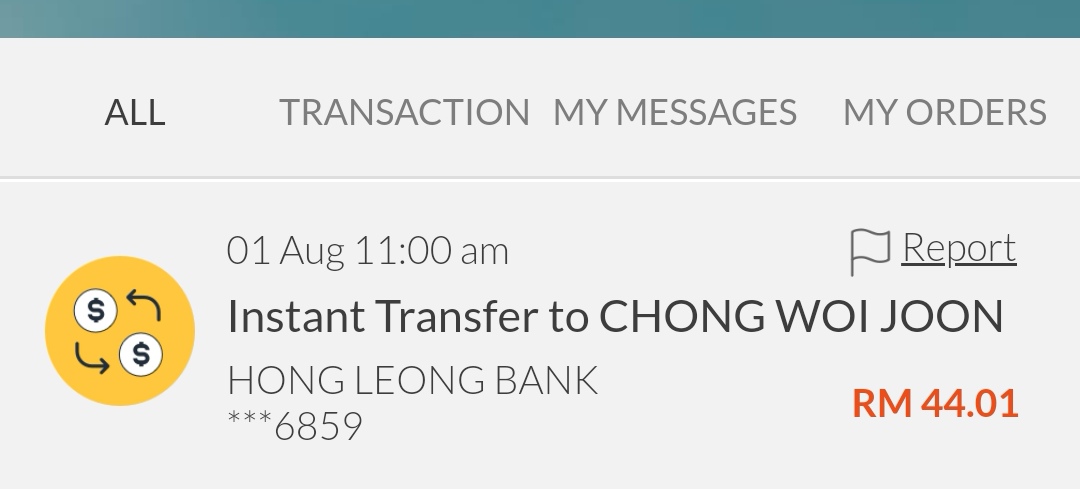 ALL TRANSACTION MY MESSAGES MY ORDERS
01 Aug 11:00 am Report
Instant Transfer to CHONG WOI JOON
HONG LEONG BANK
***6859
RM 44.01
$
$